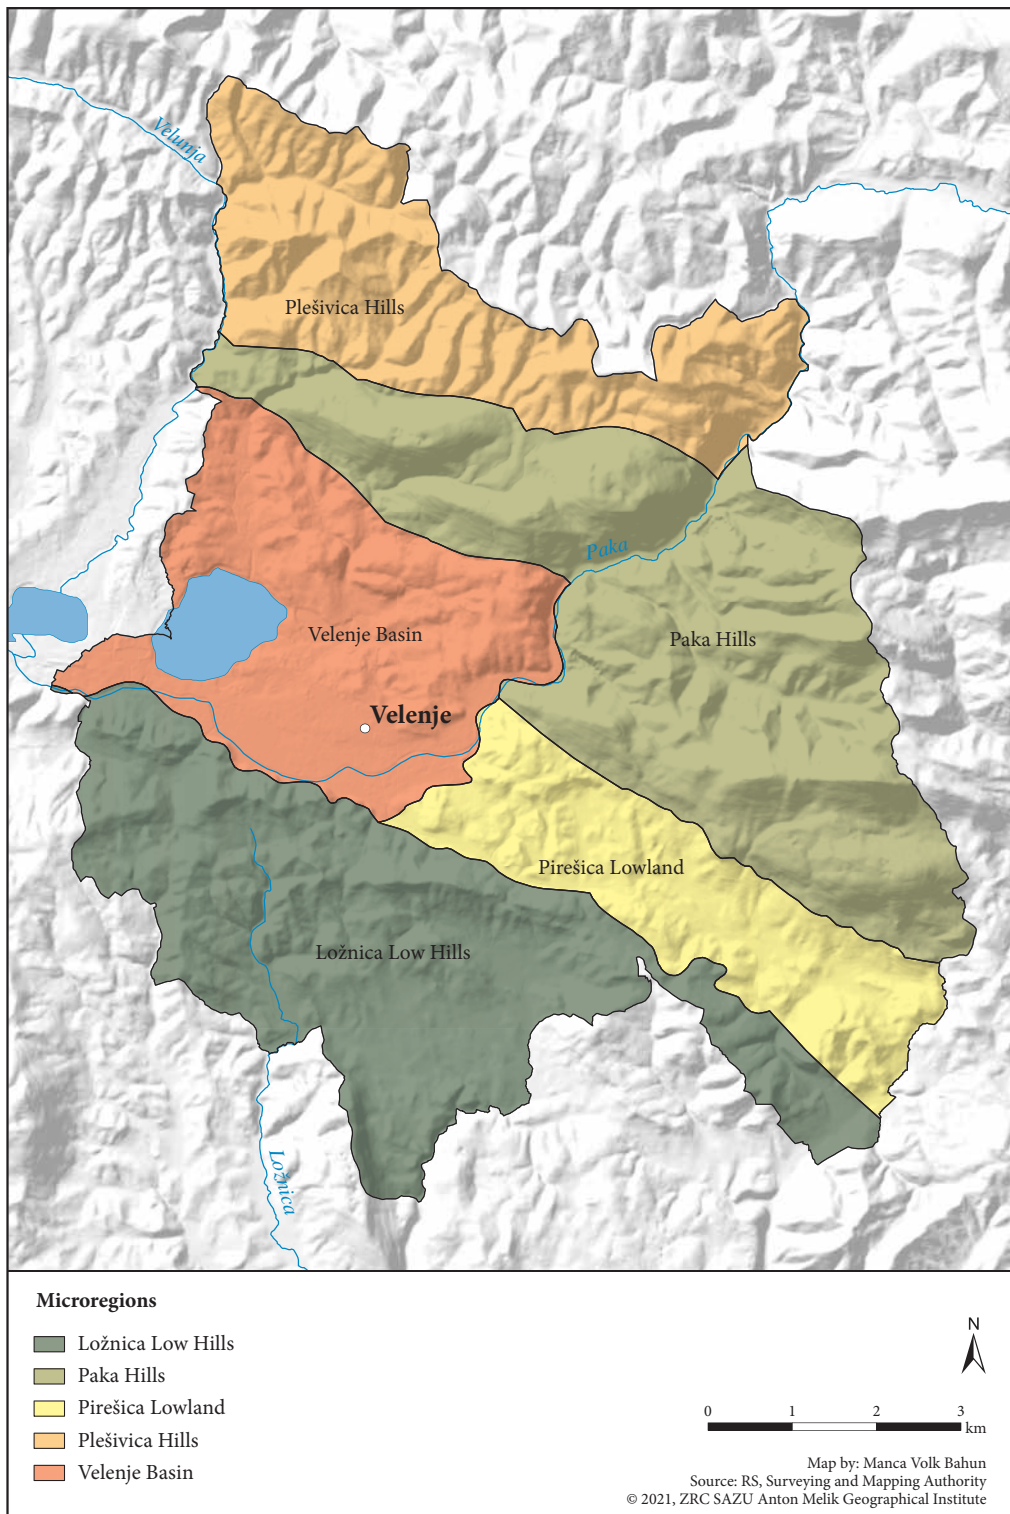 Velunja
Plešivica Hills
Paka
Velenje Basin
Paka Hills
Velenje
Pirešica Lowland
Ložnica Low Hills
Ložnica
Microregions
Ložnica Low Hills
Paka Hills
Pirešica Lowland
Plešivica Hills
Velenje Basin
N
0 1 2 3
km
Map by: Manca Volk Bahun
Source: RS, Surveying and Mapping Authority
© 2021, ZRC SAZU Anton Melik Geographical Institute